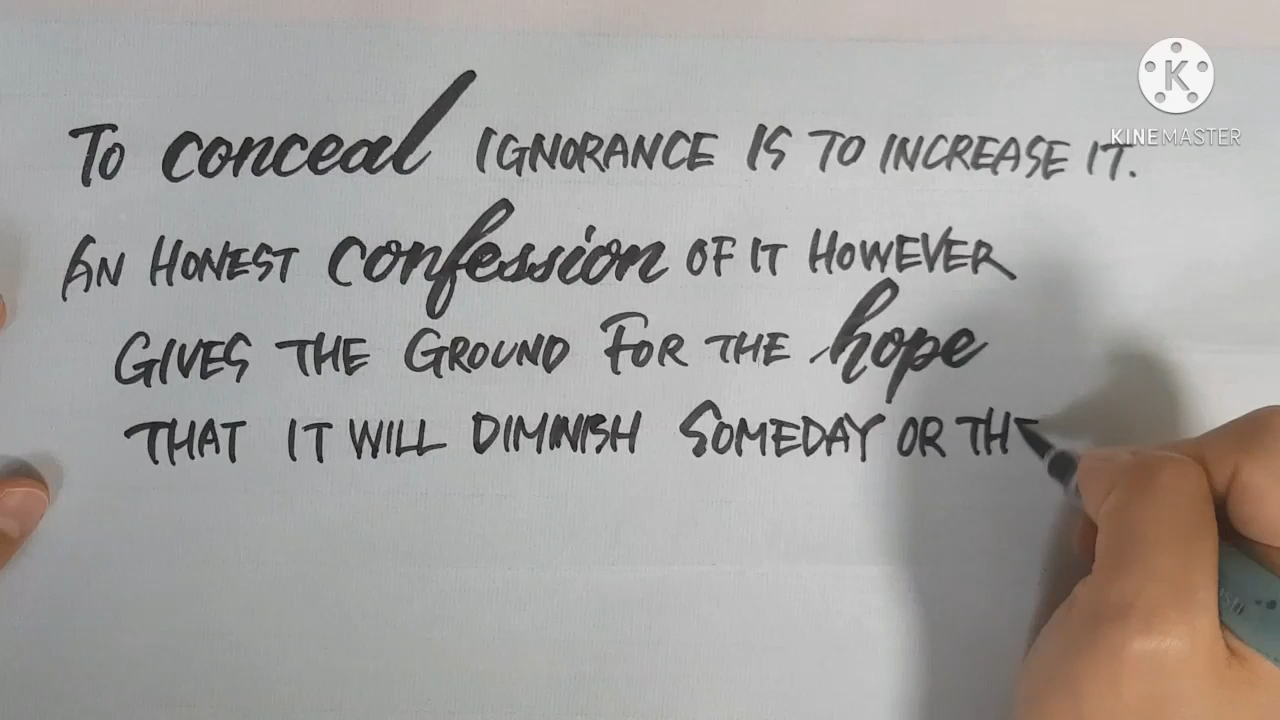 To conceal IGNORANCE IS TO INCREASE IT.
AN HONEST confession OF IT HOWEVER
GIVES THE GROUND FOR THE hope
THAT IT WILL DIMINISH SOMEDAY OR TH
KINEMASTER